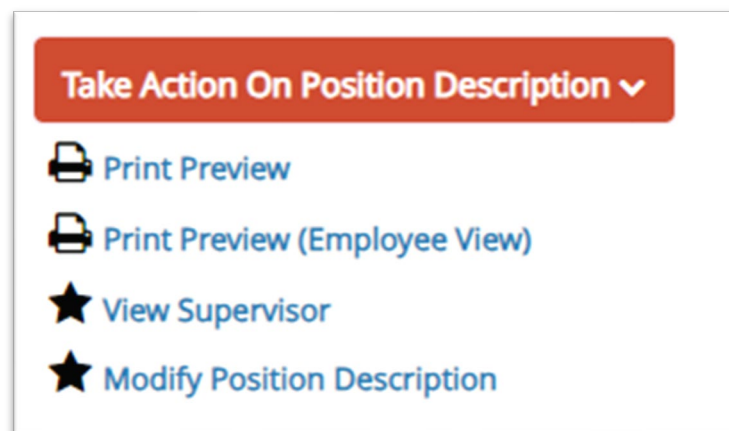 Take Action On Position Description
Print Preview
Print Preview (Employee View)
View Supervisor
Modify Position Description